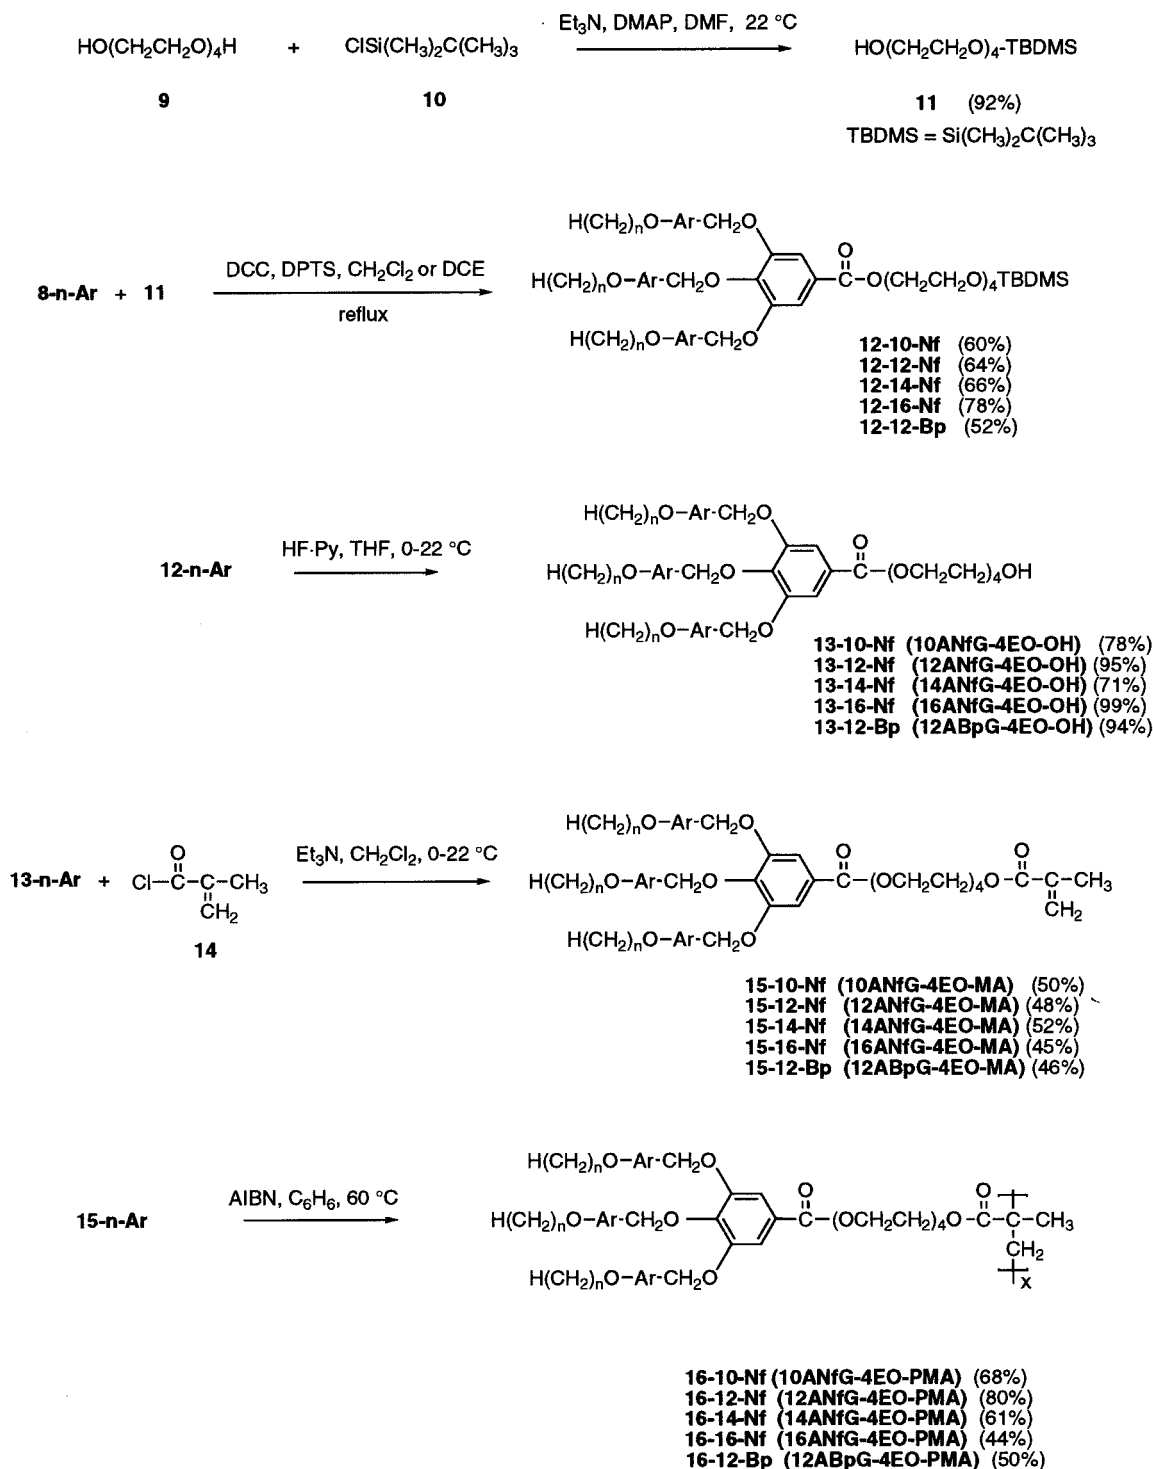 Et₃N, DMAP, DMF, 22 °C
HO(CH₂CH₂O)₄H + ClSi(CH₃)₂C(CH₃)₃ HO(CH₂CH₂O)₄-TBDMS
9 10 11 (92%)
TBDMS = Si(CH₃)₂C(CH₃)₃
H(CH₂)ₙO–Ar-CH₂O
O
DCC, DPTS, CH₂Cl₂ or DCE
8-n-Ar + 11 H(CH₂)ₙO–Ar-CH₂O C–O(CH₂CH₂O)₄TBDMS
reflux
H(CH₂)ₙO–Ar-CH₂O
12-10-Nf (60%)
12-12-Nf (64%)
12-14-Nf (66%)
12-16-Nf (78%)
12-12-Bp (52%)
H(CH₂)ₙO–Ar-CH₂O
O
HF·Py, THF, 0-22 °C
12-n-Ar H(CH₂)ₙO–Ar-CH₂O C–(OCH₂CH₂)₄OH
H(CH₂)ₙO–Ar-CH₂O
13-10-Nf (10ANfG-4EO-OH) (78%)
13-12-Nf (12ANfG-4EO-OH) (95%)
13-14-Nf (14ANfG-4EO-OH) (71%)
13-16-Nf (16ANfG-4EO-OH) (99%)
13-12-Bp (12ABpG-4EO-OH) (94%)
H(CH₂)ₙO–Ar-CH₂O
O Et₃N, CH₂Cl₂, 0-22 °C O O
13-n-Ar + Cl–C–C–CH₃ H(CH₂)ₙO–Ar-CH₂O C–(OCH₂CH₂)₄O–C–C–CH₃
CH₂ CH₂
14 H(CH₂)ₙO–Ar-CH₂O
15-10-Nf (10ANfG-4EO-MA) (50%)
15-12-Nf (12ANfG-4EO-MA) (48%)
15-14-Nf (14ANfG-4EO-MA) (52%)
15-16-Nf (16ANfG-4EO-MA) (45%)
15-12-Bp (12ABpG-4EO-MA) (46%)
H(CH₂)ₙO–Ar-CH₂O
AIBN, C₆H₆, 60 °C O O
15-n-Ar H(CH₂)ₙO–Ar-CH₂O C–(OCH₂CH₂)₄O–C–C–CH₃
CH₂
H(CH₂)ₙO–Ar-CH₂O x
16-10-Nf (10ANfG-4EO-PMA) (68%)
16-12-Nf (12ANfG-4EO-PMA) (80%)
16-14-Nf (14ANfG-4EO-PMA) (61%)
16-16-Nf (16ANfG-4EO-PMA) (44%)
16-12-Bp (12ABpG-4EO-PMA) (50%)